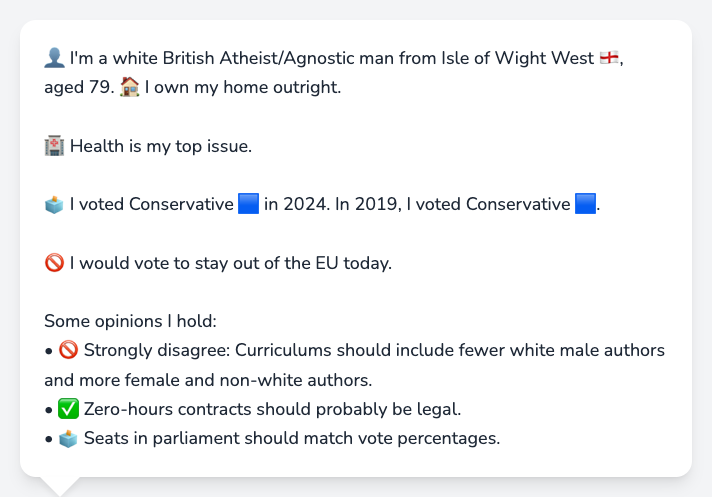 👤 I'm a white British Atheist/Agnostic man from Isle of Wight West 🏴󠁧󠁢󠁥󠁮󠁧󠁿,
aged 79. 🏠 I own my home outright.
🏥 Health is my top issue.
🗳️ I voted Conservative 🟦 in 2024. In 2019, I voted Conservative 🟦.
🚫 I would vote to stay out of the EU today.
Some opinions I hold:
• 🚫 Strongly disagree: Curriculums should include fewer white male authors
and more female and non-white authors.
• ✅ Zero-hours contracts should probably be legal.
• 🗳️ Seats in parliament should match vote percentages.